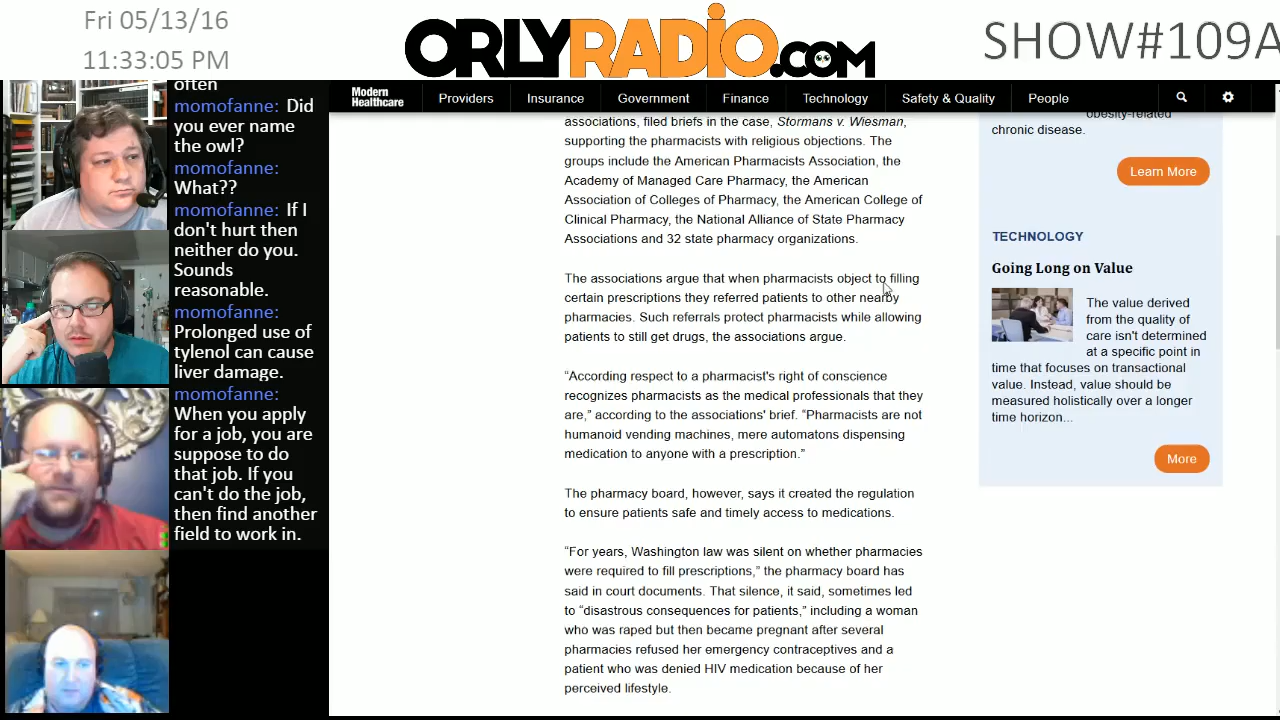 Fri 05/13/16
11:33:05 PM
ORLYRADiO.com
SHOW#109A
often
momofanne: Did
you ever name
the owl?
momofanne:
What??
momofanne: If I
don't hurt then
neither do you.
Sounds
reasonable.
momofanne:
Prolonged use of
tylenol can cause
liver damage.
momofanne:
When you apply
for a job, you are
suppose to do
that job. If you
can't do the job,
then find another
field to work in.
Modern
Healthcare
Providers
Insurance
Government
Finance
Technology
Safety & Quality
People
associations, filed briefs in the case, Stormans v. Wiesman,
supporting the pharmacists with religious objections. The
groups include the American Pharmacists Association, the
Academy of Managed Care Pharmacy, the American
Association of Colleges of Pharmacy, the American College of
Clinical Pharmacy, the National Alliance of State Pharmacy
Associations and 32 state pharmacy organizations.
The associations argue that when pharmacists object to filling
certain prescriptions they referred patients to other nearby
pharmacies. Such referrals protect pharmacists while allowing
patients to still get drugs, the associations argue.
“According respect to a pharmacist's right of conscience
recognizes pharmacists as the medical professionals that they
are,” according to the associations' brief. “Pharmacists are not
humanoid vending machines, mere automatons dispensing
medication to anyone with a prescription.”
The pharmacy board, however, says it created the regulation
to ensure patients safe and timely access to medications.
“For years, Washington law was silent on whether pharmacies
were required to fill prescriptions,” the pharmacy board has
said in court documents. That silence, it said, sometimes led
to “disastrous consequences for patients,” including a woman
who was raped but then became pregnant after several
pharmacies refused her emergency contraceptives and a
patient who was denied HIV medication because of her
perceived lifestyle.
obesity-related
chronic disease.
Learn More
TECHNOLOGY
Going Long on Value
The value derived
from the quality of
care isn't determined
at a specific point in
time that focuses on transactional
value. Instead, value should be
measured holistically over a longer
time horizon...
More